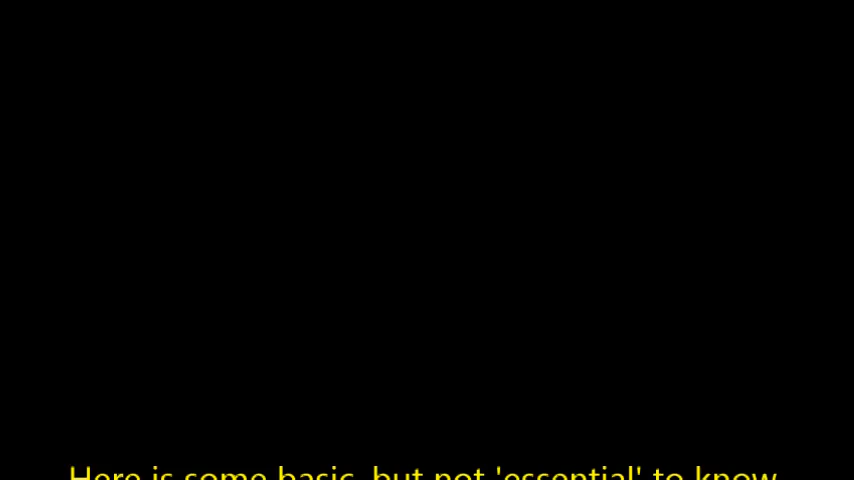 Here is some basic, but not 'essential' to know